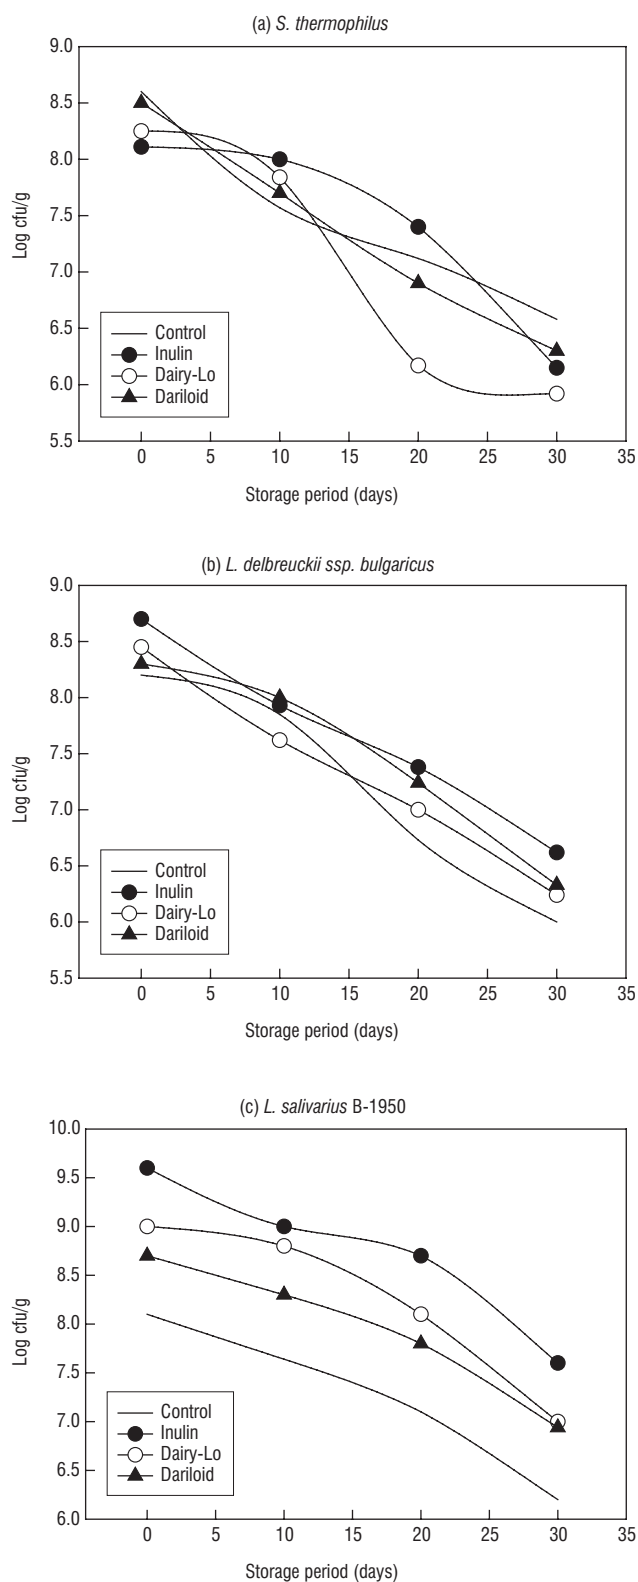 (a) S. thermophilus
9.0
8.5
8.0
7.5
7.0
6.5
6.0
5.5
Log cfu/g
Control
Inulin
Dairy-Lo
Dariloid
0 5 10 15 20 25 30 35
Storage period (days)
(b) L. delbreuckii ssp. bulgaricus
9.0
8.5
8.0
7.5
7.0
6.5
6.0
5.5
Log cfu/g
Control
Inulin
Dairy-Lo
Dariloid
0 5 10 15 20 25 30 35
Storage period (days)
(c) L. salivarius B-1950
10.0
9.5
9.0
8.5
8.0
7.5
7.0
6.5
6.0
Log cfu/g
Control
Inulin
Dairy-Lo
Dariloid
0 5 10 15 20 25 30 35
Storage period (days)